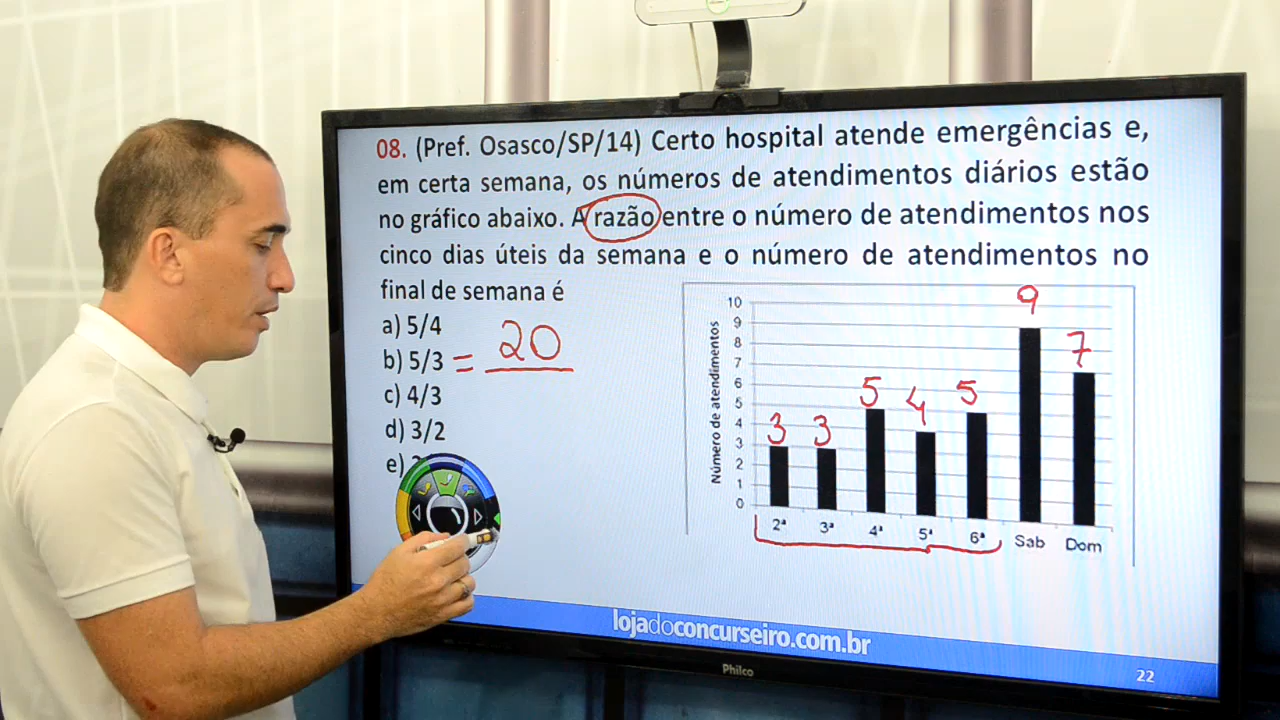 08. (Pref. Osasco/SP/14) Certo hospital atende emergências e,
em certa semana, os números de atendimentos diários estão
no gráfico abaixo. A razão entre o número de atendimentos nos
cinco dias úteis da semana e o número de atendimentos no
final de semana é
a) 5/4
b) 5/3 = 20
c) 4/3
d) 3/2
e)
Número de atendimentos
10
9
8
7
6
5
4
3
2
1
0
3 3 5 4 5 9 7
2ª 3ª 4ª 5ª 6ª Sab Dom
lojadoconcurseiro.com.br
22
Philco